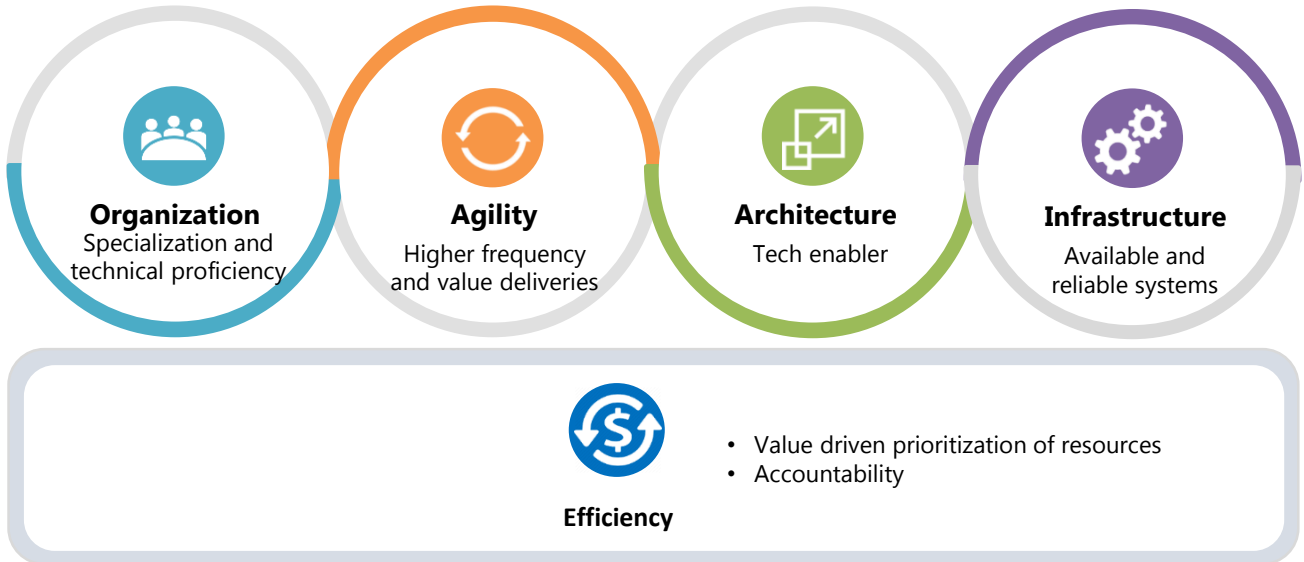 Organization
Specialization and
technical proficiency
Agility
Higher frequency
and value deliveries
Architecture
Tech enabler
Infrastructure
Available and
reliable systems
$
Efficiency
• Value driven prioritization of resources
• Accountability